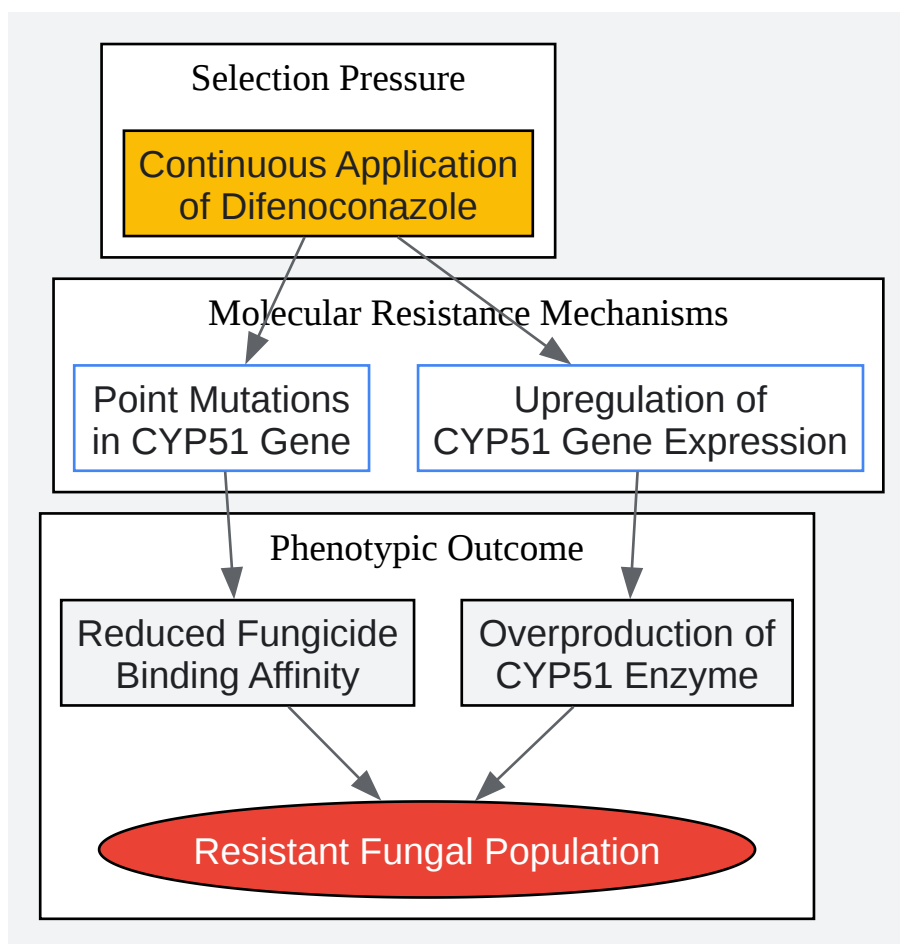 Selection Pressure
Continuous Application
of Difenoconazole
Molecular Resistance Mechanisms
Point Mutations
in CYP51 Gene
Upregulation of
CYP51 Gene Expression
Phenotypic Outcome
Reduced Fungicide
Binding Affinity
Overproduction of
CYP51 Enzyme
Resistant Fungal Population